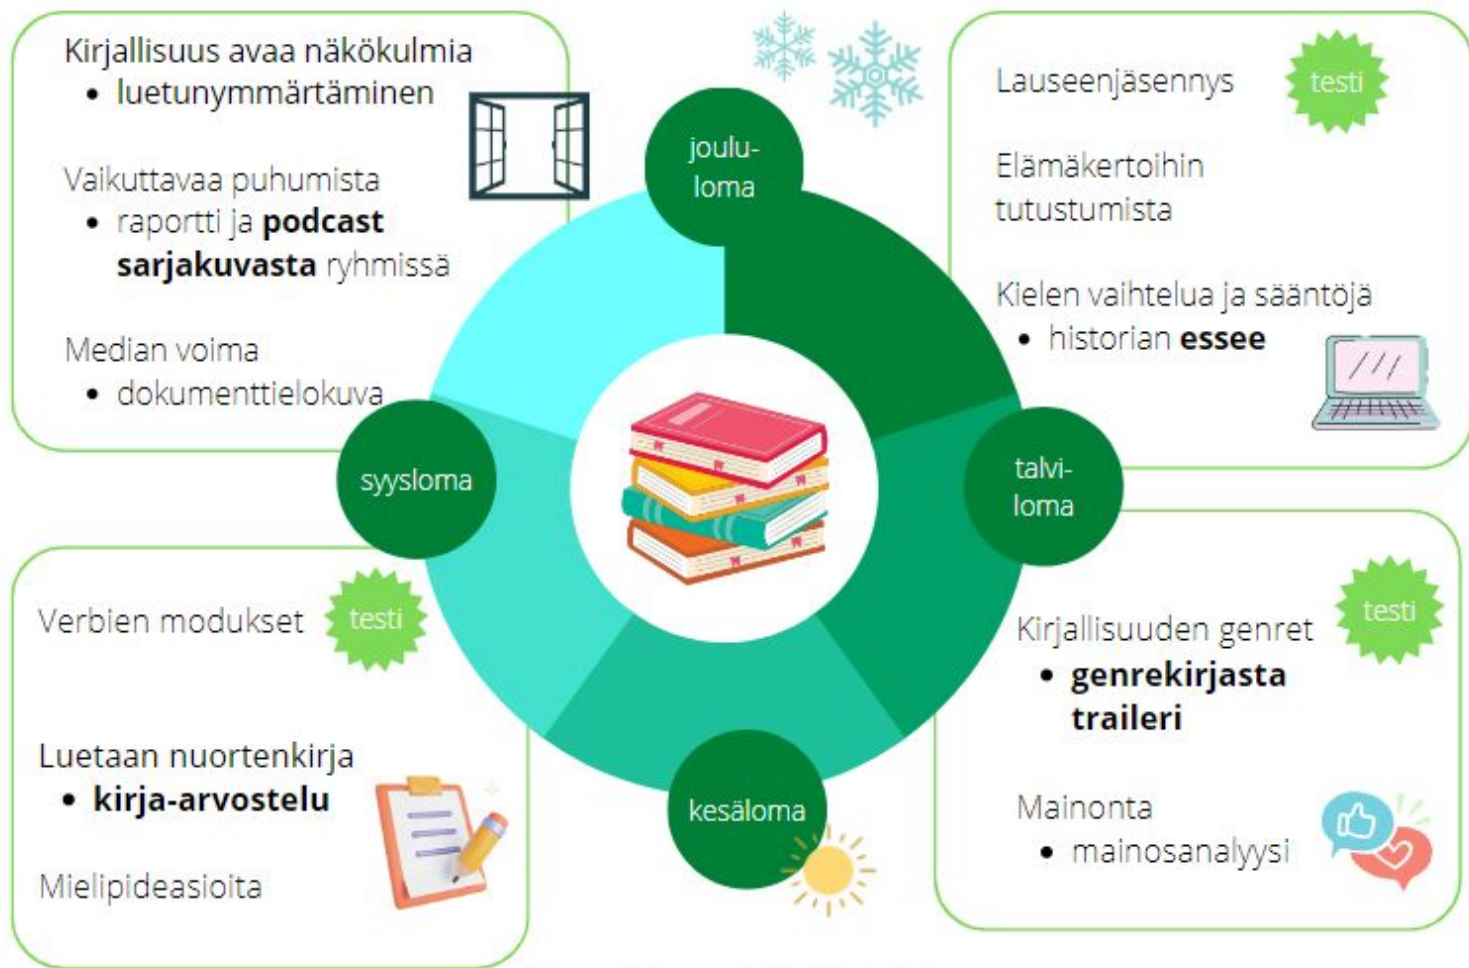 Kirjallisuus avaa näkökulmia
• luetunymmärtäminen
Vaikuttavaa puhumista
• raportti ja podcast
sarjakuvasta ryhmissä
Median voima
• dokumenttielokuva
joulu-
loma
Lauseenjäsennys
testi
Elämäkertoihin
tutustumista
Kielen vaihtelua ja sääntöjä
• historian essee
syysloma
talvi-
loma
Verbien modukset
testi
Luetaan nuortenkirja
• kirja-arvostelu
Mielipideasioita
kesäloma
testi
Kirjallisuuden genret
• genrekirjasta
traileri
Mainonta
• mainosanalyysi